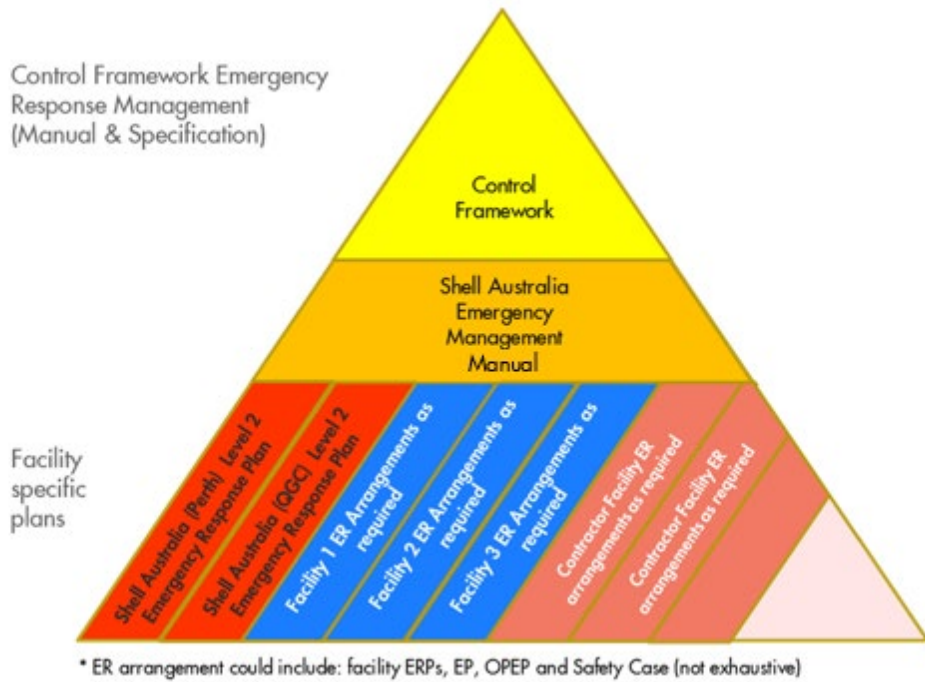 Control Framework Emergency
Response Management
(Manual & Specification)
Control
Framework
Shell Australia
Emergency
Management
Manual
Facility
specific
plans
Shell Australia (Perth) Level 2
Emergency Response Plan
Shell Australia (QGC) Level 2
Emergency Response Plan
Facility 1 ER Arrangements as
required
Facility 2 ER Arrangements as
required
Facility 3 ER Arrangements as
required
Contractor Facility ER
arrangements as required
Contractor Facility ER
arrangements as required
* ER arrangement could include: facility ERPs, EP, OPEP and Safety Case (not exhaustive)